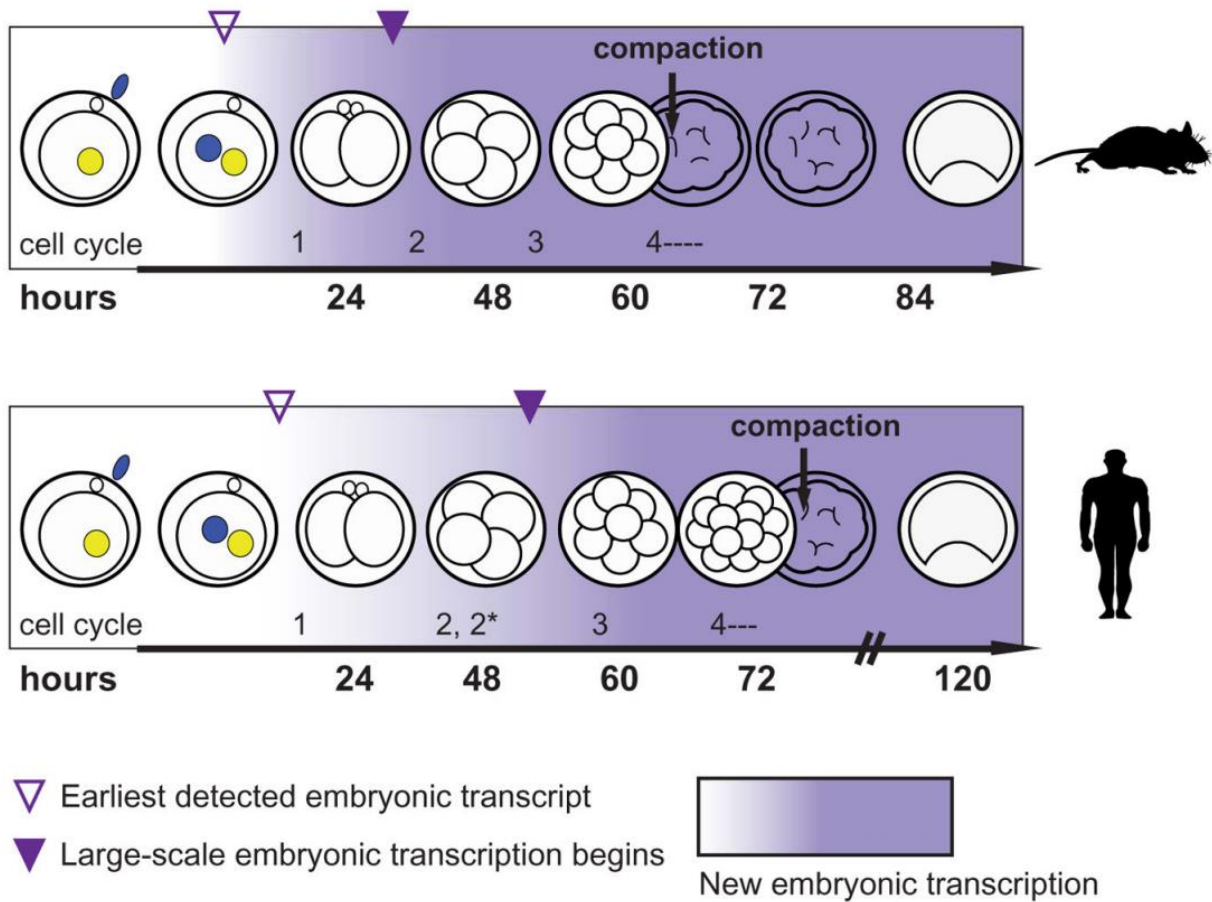 compaction
cell cycle 1 2 3 4----
hours 24 48 60 72 84
compaction
cell cycle 1 2, 2* 3 4---
hours 24 48 60 72 120
Earliest detected embryonic transcript
Large-scale embryonic transcription begins
New embryonic transcription